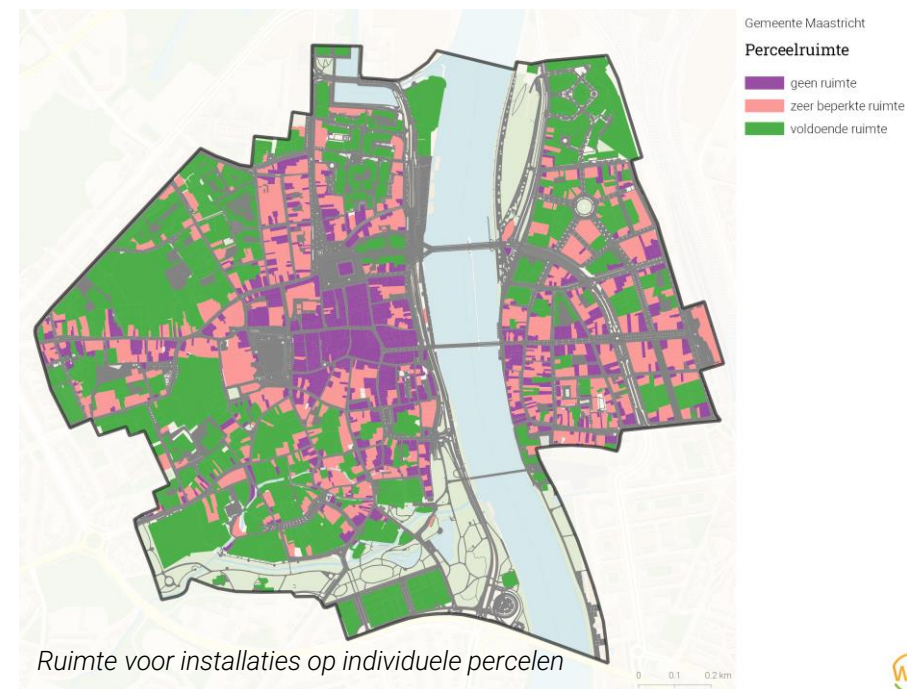 Gemeente Maastricht
Perceelruimte
geen ruimte
zeer beperkte ruimte
voldoende ruimte
Ruimte voor installaties op individuele percelen
0 0.1 0.2 km